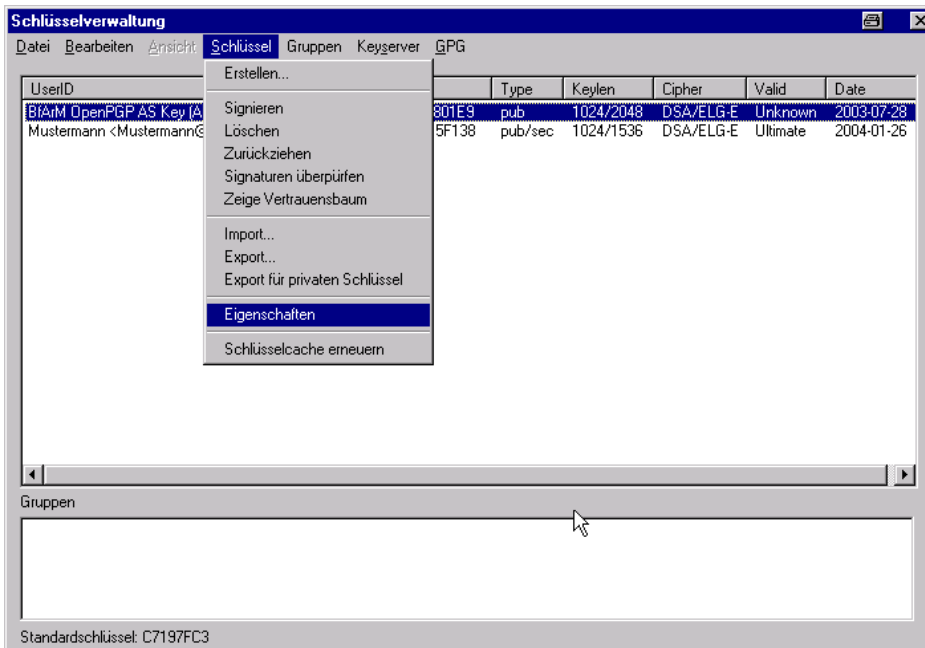 Schlüsselverwaltung
Datei Bearbeiten Ansicht Schlüssel Gruppen Keyserver GPG
Erstellen...
Signieren
Löschen
Zurückziehen
Signaturen überpürfen
Zeige Vertrauensbaum
Import...
Export...
Export für privaten Schlüssel
Eigenschaften
Schlüsselcache erneuern
UserID Type Keylen Cipher Valid Date
BfArM OpenPGP AS Key (A 801E9 pub 1024/2048 DSA/ELG-E Unknown 2003-07-28
Mustermann <Mustermann@ 5F138 pub/sec 1024/1536 DSA/ELG-E Ultimate 2004-01-26
Gruppen
Standardschlüssel: C7197FC3